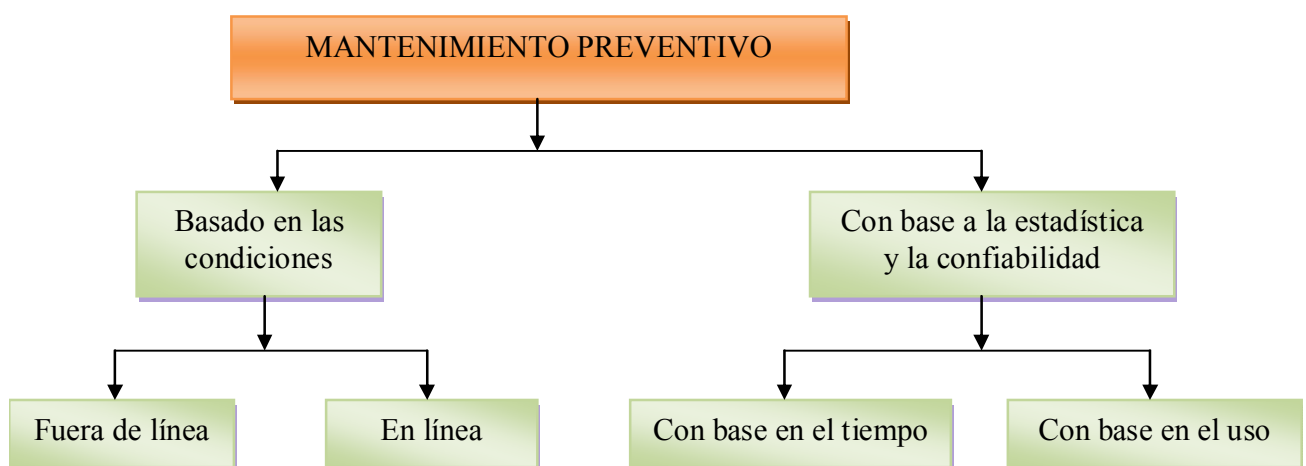 MANTENIMIENTO PREVENTIVO
Basado en las
condiciones
Con base a la estadística
y la confiabilidad
Fuera de línea
En línea
Con base en el tiempo
Con base en el uso